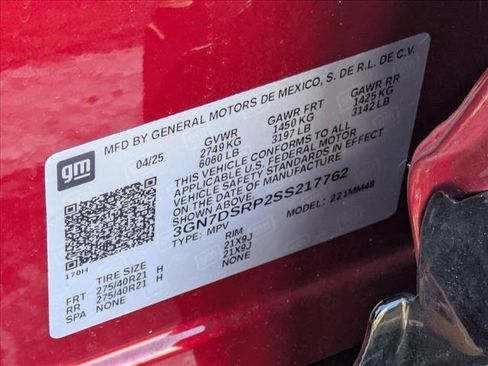 gm
MFD BY GENERAL MOTORS DE MEXICO, S. DE R.L. DE C.V.
04/25
GVWR
2749 KG
6060 LB
GAWR FRT
1450 KG
3197 LB
GAWR RR
1425 KG
3142 LB
THIS VEHICLE CONFORMS TO ALL
APPLICABLE U.S. FEDERAL MOTOR
VEHICLE SAFETY STANDARDS IN EFFECT
ON THE DATE OF MANUFACTURE
SHOWN ABOVE.
3GN7DSRP2SS217762
TYPE: MPV
MODEL: 221MM48
170H
TIRE SIZE
RIM
FRT 275/40R21 H 21X9J
RR 275/40R21 H 21X9J
SPA NONE NONE